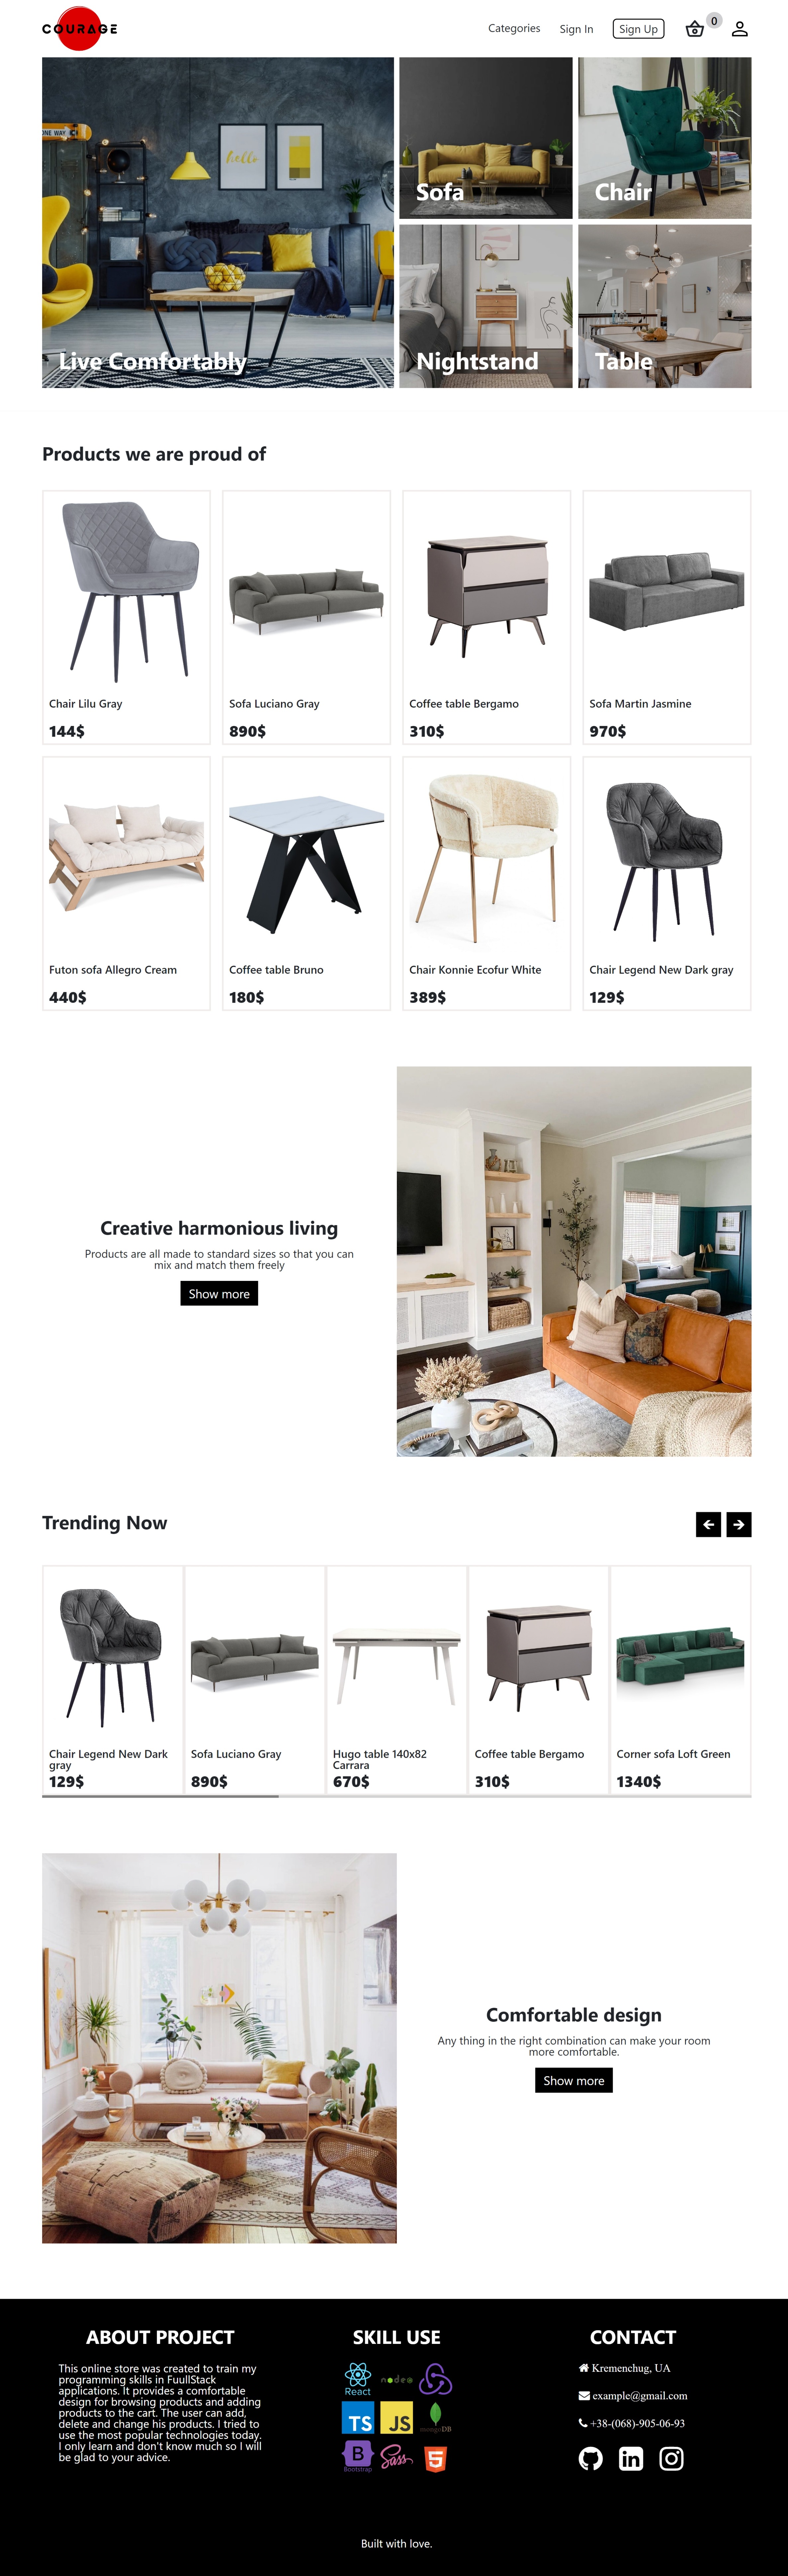 COURAGE
Categories
Sign In
Sign Up
0
ONE WAY
hello
Live Comfortably
Sofa
Chair
Nightstand
Table
Products we are proud of
Chair Lilu Gray
144$
Sofa Luciano Gray
890$
Coffee table Bergamo
310$
Sofa Martin Jasmine
970$
Futon sofa Allegro Cream
440$
Coffee table Bruno
180$
Chair Konnie Ecofur White
389$
Chair Legend New Dark gray
129$
Creative harmonious living
Products are all made to standard sizes so that you can
mix and match them freely
Show more
Trending Now
Chair Legend New Dark
gray
129$
Sofa Luciano Gray
890$
Hugo table 140x82
Carrara
670$
Coffee table Bergamo
310$
Corner sofa Loft Green
1340$
Comfortable design
Any thing in the right combination can make your room
more comfortable.
Show more
ABOUT PROJECT
This online store was created to train my
programming skills in FuullStack
applications. It provides a comfortable
design for browsing products and adding
products to the cart. The user can add,
delete and change his products. I tried to
use the most popular technologies today.
I only learn and don't know much so I will
be glad to your advice.
SKILL USE
React
node
TS
JS
mongoDB
B
Bootstrap
Sass
5
CONTACT
Kremenchug, UA
example@gmail.com
+38-(068)-905-06-93
in
Built with love.